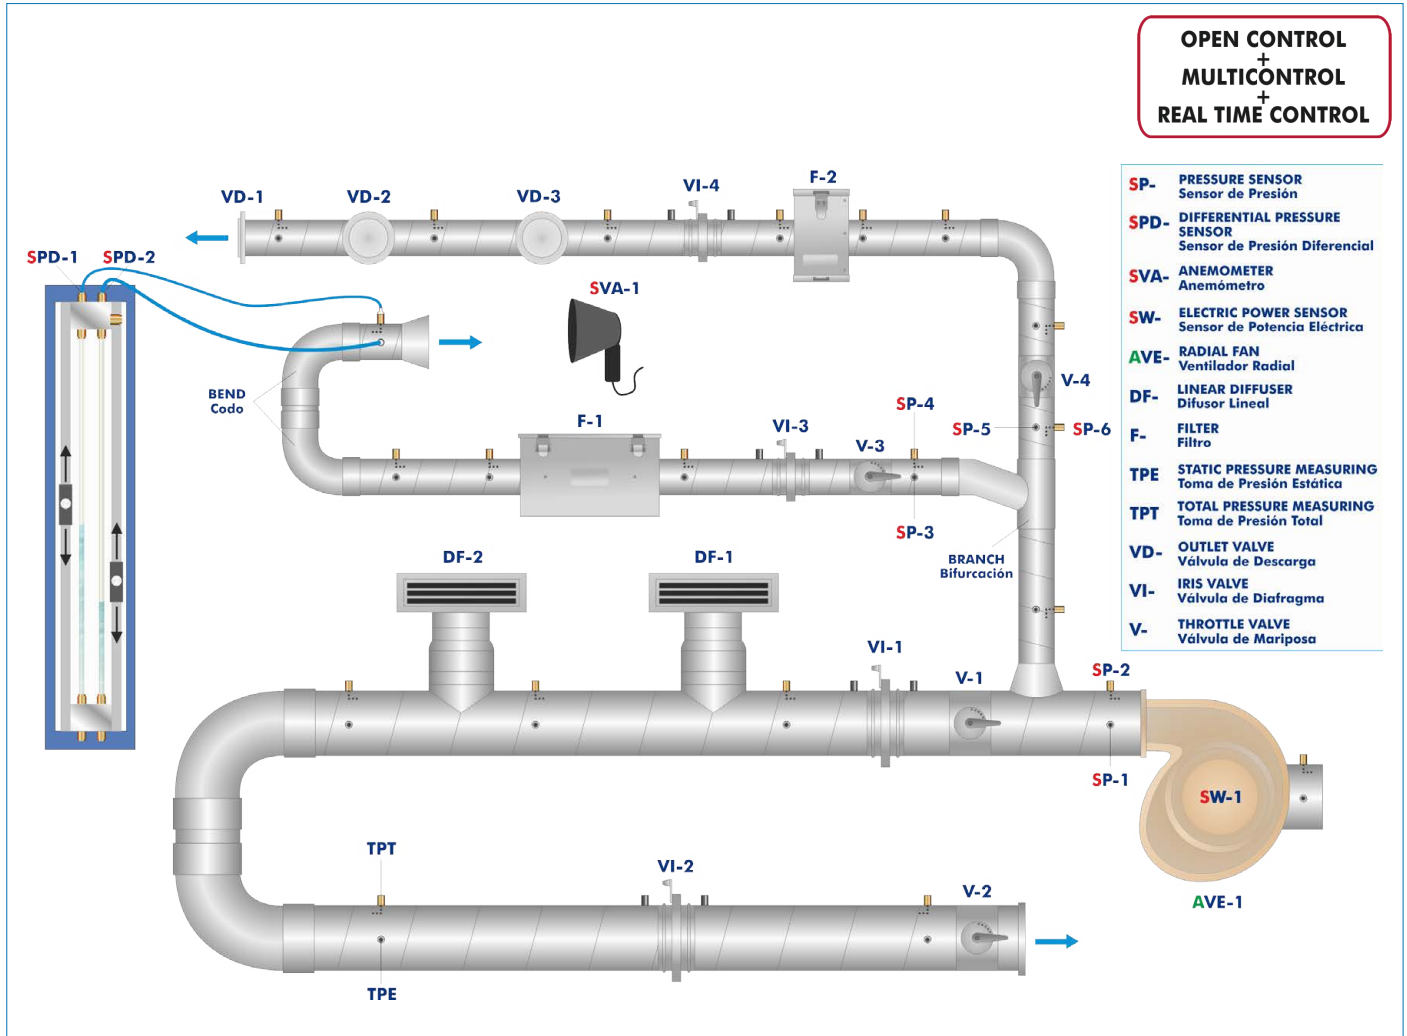 OPEN CONTROL
+
MULTICONTROL
+
REAL TIME CONTROL
SP- PRESSURE SENSOR
Sensor de Presión
SPD- DIFFERENTIAL PRESSURE
SENSOR
Sensor de Presión Diferencial
SVA- ANEMOMETER
Anemómetro
SW- ELECTRIC POWER SENSOR
Sensor de Potencia Eléctrica
AVE- RADIAL FAN
Ventilador Radial
DF- LINEAR DIFFUSER
Difusor Lineal
F- FILTER
Filtro
TPE STATIC PRESSURE MEASURING
Toma de Presión Estática
TPT TOTAL PRESSURE MEASURING
Toma de Presión Total
VD- OUTLET VALVE
Válvula de Descarga
VI- IRIS VALVE
Válvula de Diafragma
V- THROTTLE VALVE
Válvula de Mariposa
VD-1
VD-2
VD-3
VI-4
F-2
SPD-1
SPD-2
SVA-1
BEND
Codo
V-4
F-1
VI-3
V-3
SP-4
SP-5
SP-6
SP-3
BRANCH
Bifurcación
DF-2
DF-1
VI-1
V-1
SP-2
SP-1
SW-1
AVE-1
TPT
VI-2
V-2
TPE